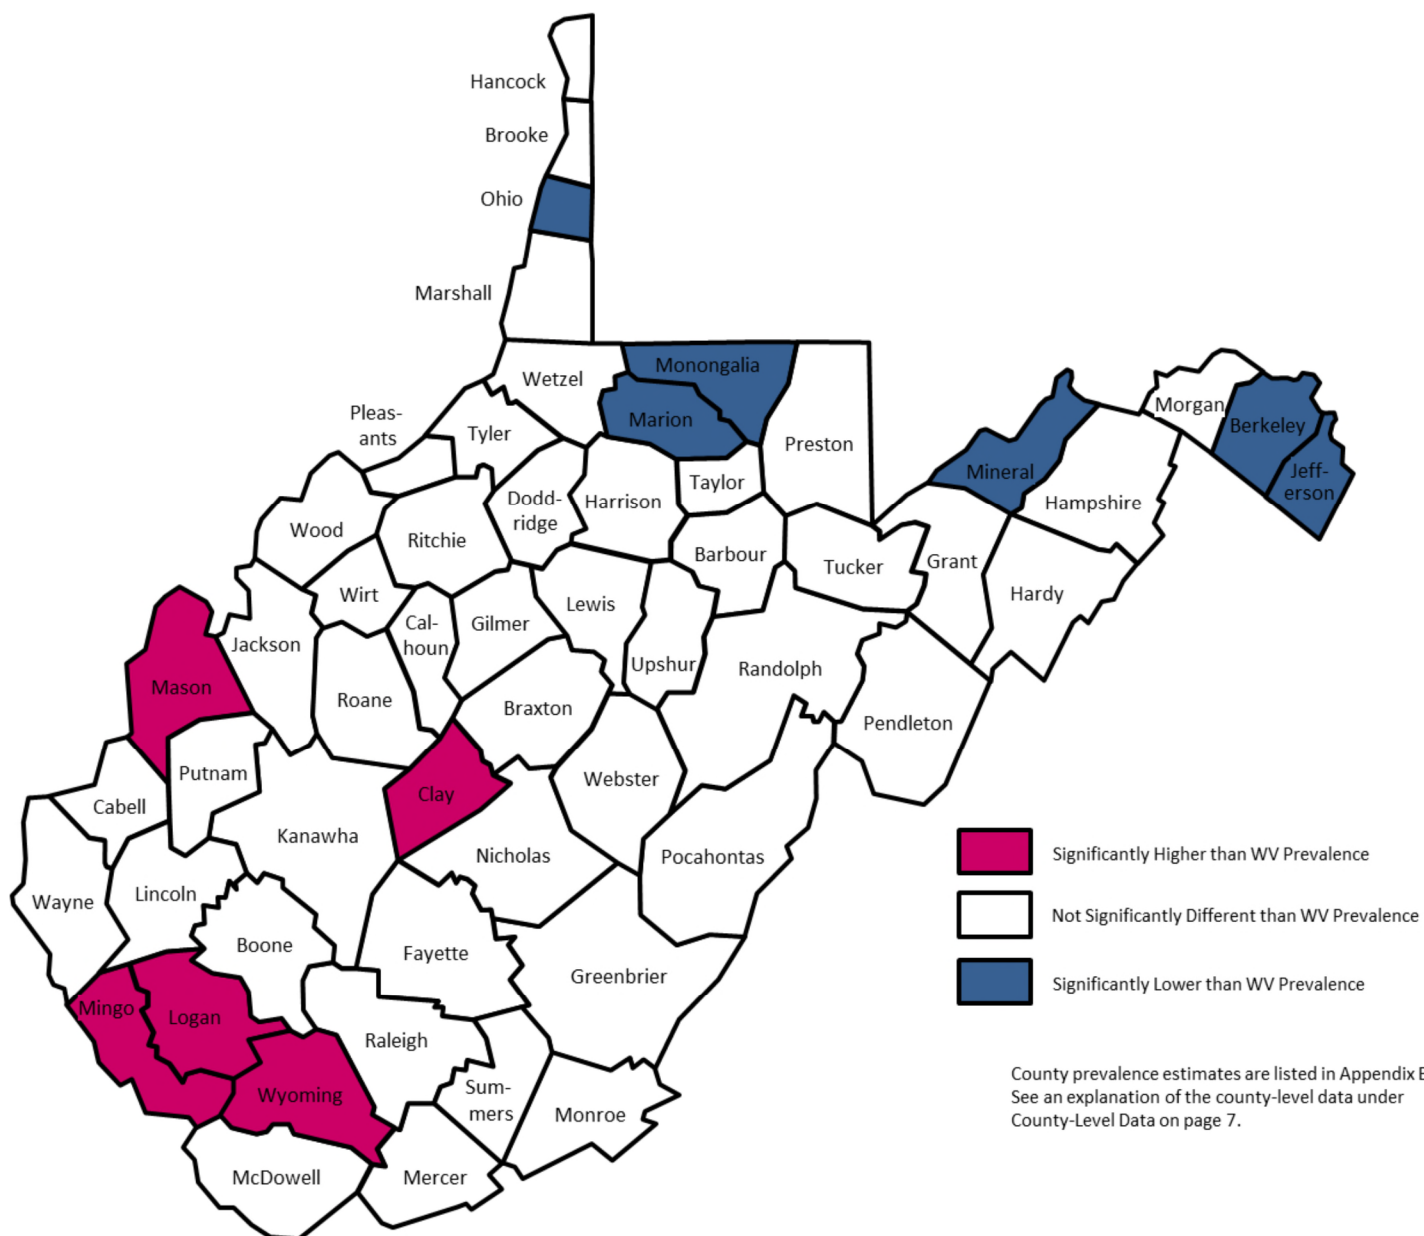 Hancock
Brooke
Ohio
Marshall
Wetzel
Monongalia
Marion
Preston
Pleas-
ants
Tyler
Morgan
Berkeley
Jeff-
erson
Mineral
Hampshire
Taylor
Harrison
Dodd-
ridge
Wood
Ritchie
Barbour
Tucker
Grant
Hardy
Wirt
Cal-
houn
Gilmer
Lewis
Jackson
Upshur
Randolph
Mason
Roane
Braxton
Pendleton
Putnam
Clay
Webster
Cabell
Kanawha
Nicholas
Pocahontas
Wayne
Lincoln
Boone
Fayette
Greenbrier
Mingo
Logan
Raleigh
Wyoming
Sum-
mers
Monroe
McDowell
Mercer
Significantly Higher than WV Prevalence
Not Significantly Different than WV Prevalence
Significantly Lower than WV Prevalence
County prevalence estimates are listed in Appendix
See an explanation of the county-level data under
County-Level Data on page 7.